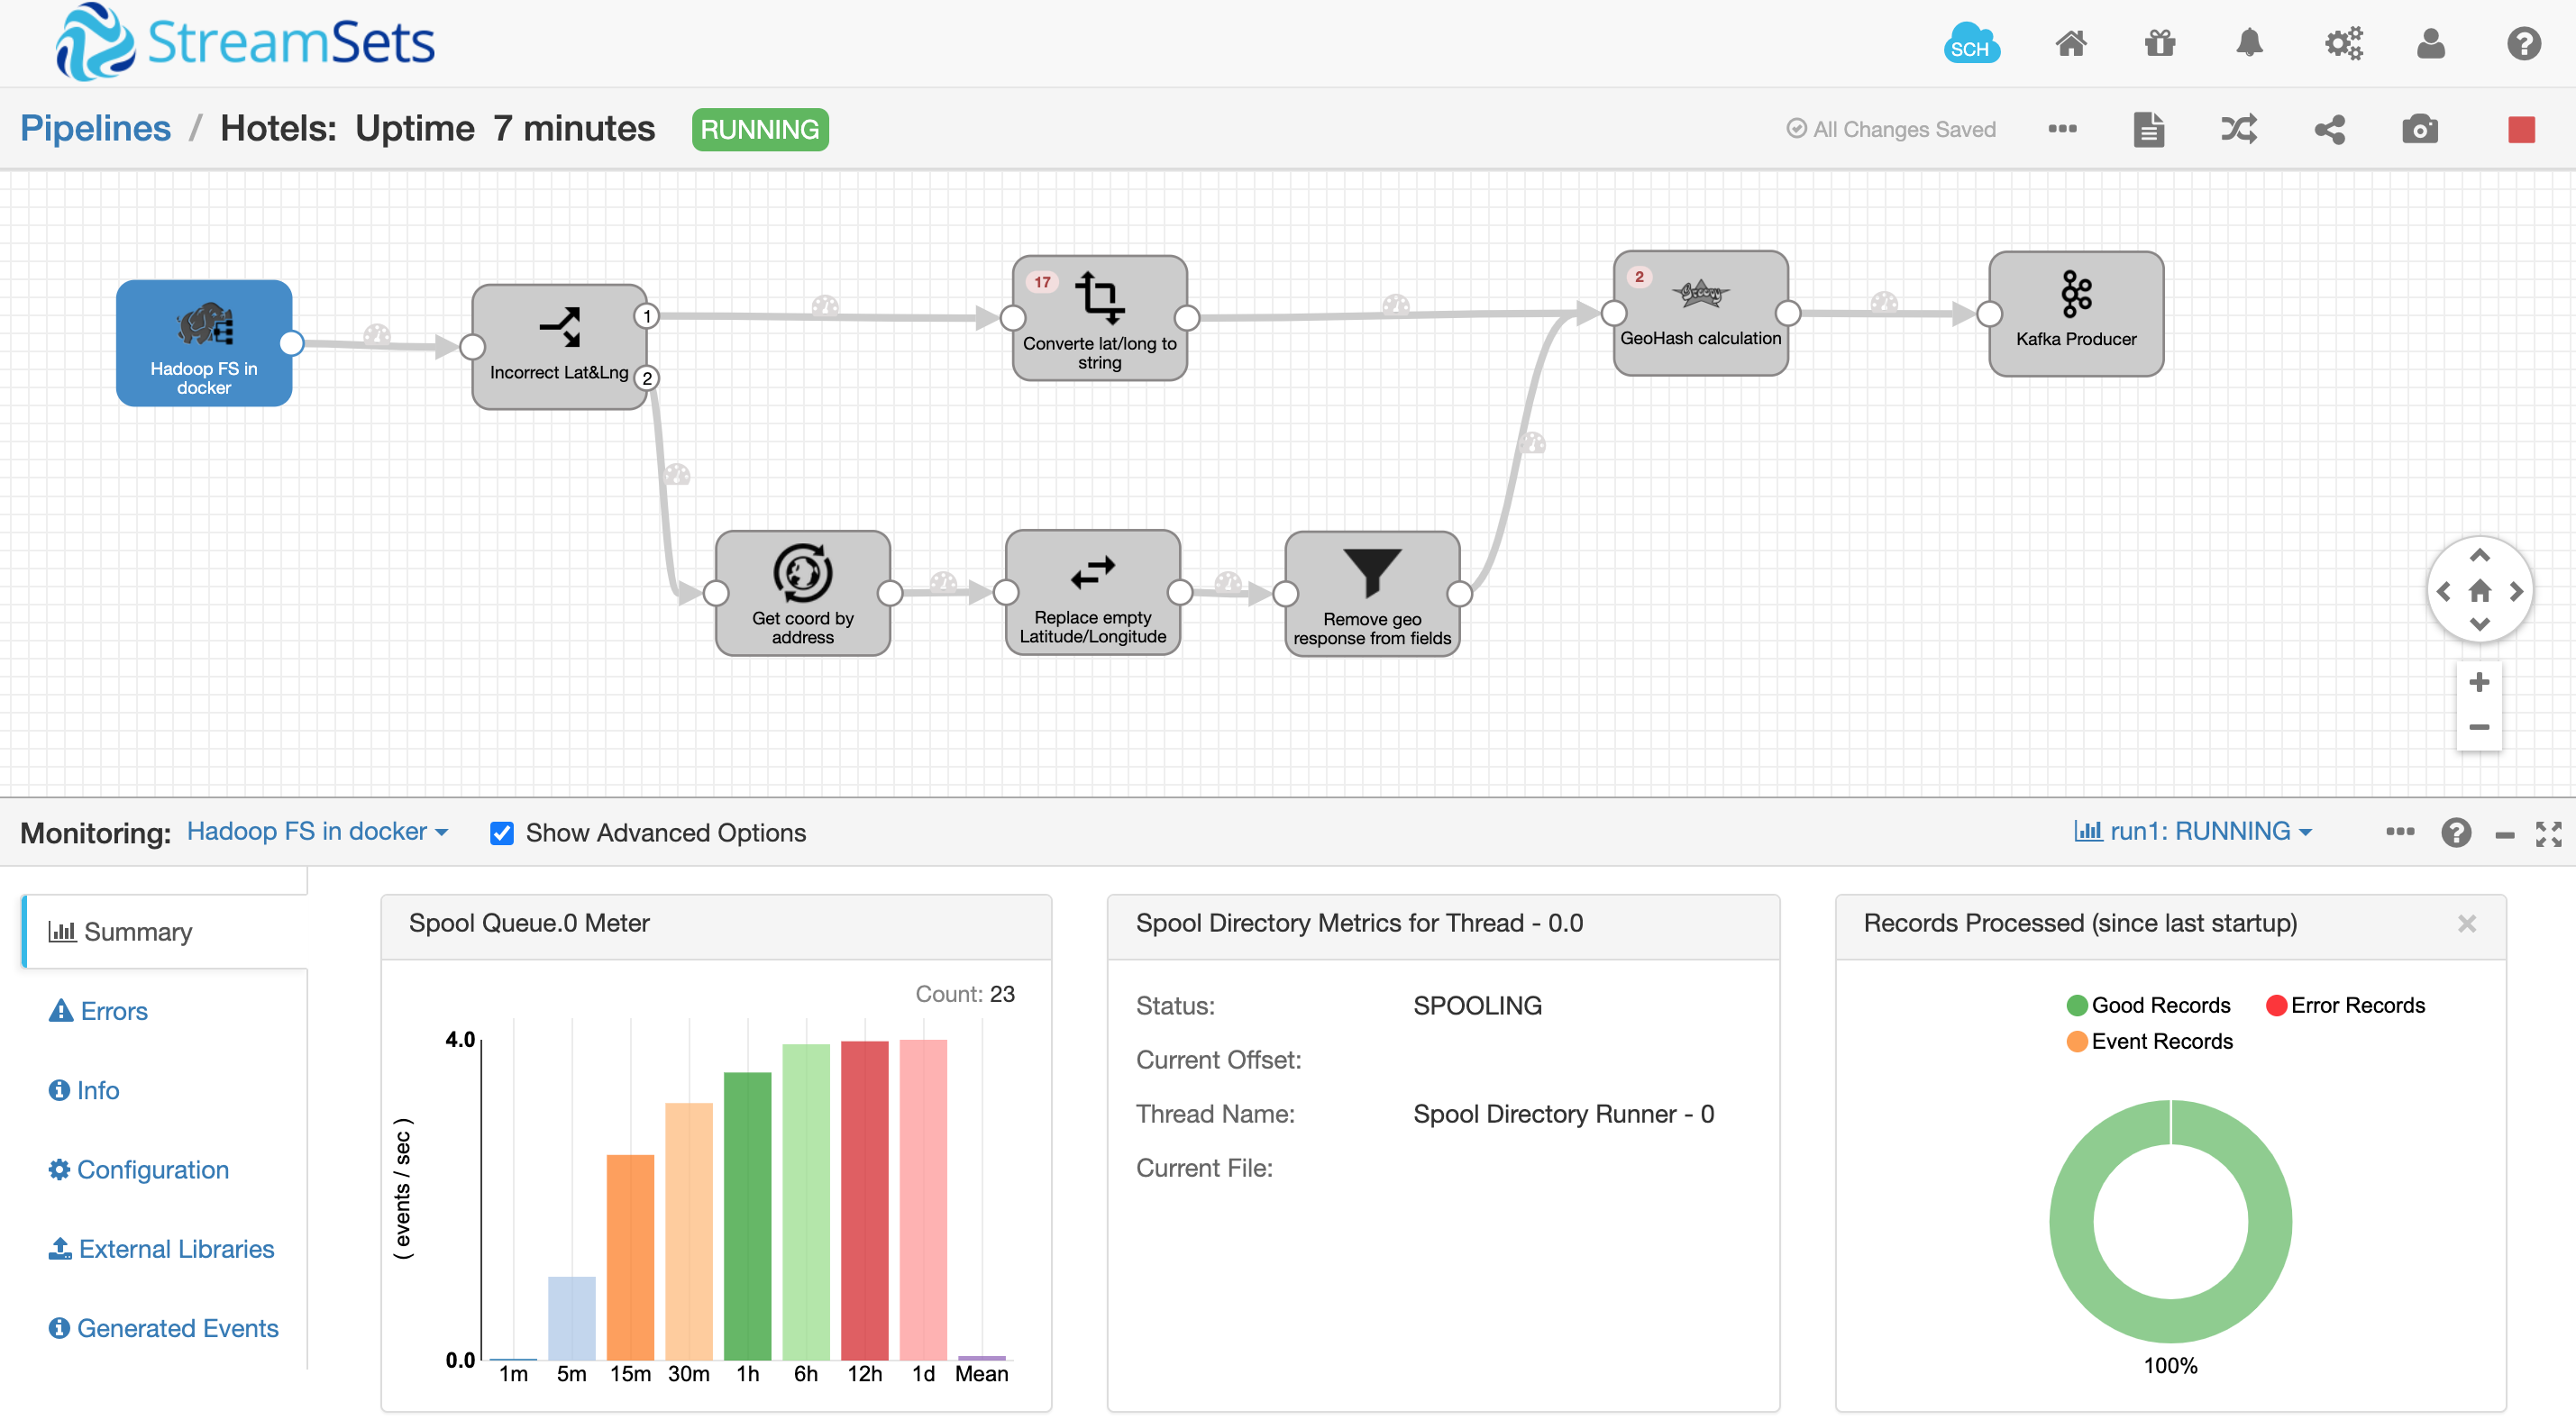 StreamSets
SCH
Pipelines / Hotels: Uptime 7 minutes RUNNING
All Changes Saved
Hadoop FS in
docker
Incorrect Lat&Lng
1
2
17
Converte lat/long to
string
2
Groovy
GeoHash calculation
Kafka Producer
Get coord by
address
Replace empty
Latitude/Longitude
Remove geo
response from fields
Monitoring: Hadoop FS in docker Show Advanced Options
run1: RUNNING
Summary
Errors
Info
Configuration
External Libraries
Generated Events
Spool Queue.0 Meter
Count: 23
4.0
( events / sec )
0.0
1m 5m 15m 30m 1h 6h 12h 1d Mean
Spool Directory Metrics for Thread - 0.0
Status: SPOOLING
Current Offset:
Thread Name: Spool Directory Runner - 0
Current File:
Records Processed (since last startup)
Good Records Error Records
Event Records
100%